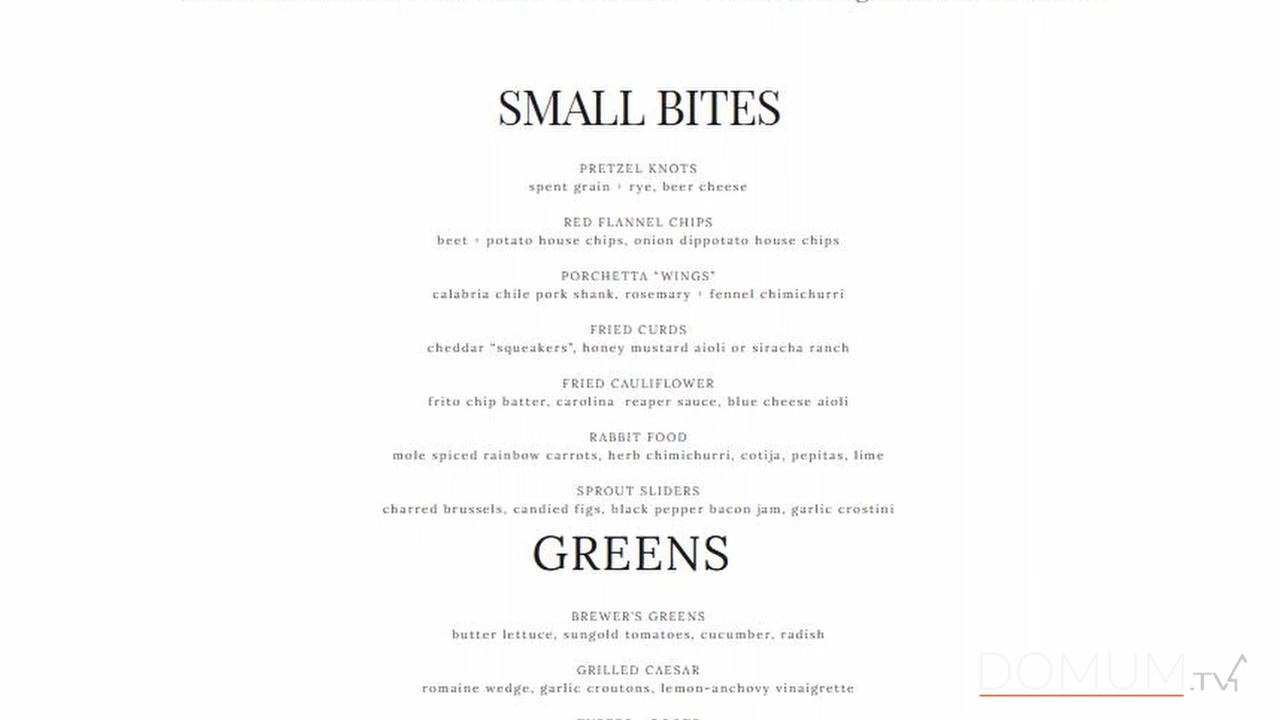 SMALL BITES
PRETZEL KNOTS
spent grain + rye, beer cheese
RED FLANNEL CHIPS
beet + potato house chips, onion dippotato house chips
PORCHETTA “WINGS”
calabria chile pork shank, rosemary + fennel chimichurri
FRIED CURDS
cheddar “squeakers”, honey mustard aioli or siracha ranch
FRIED CAULIFLOWER
frito chip batter, carolina reaper sauce, blue cheese aioli
RABBIT FOOD
mole spiced rainbow carrots, herb chimichurri, cotija, pepitas, lime
SPROUT SLIDERS
charred brussels, candied figs, black pepper bacon jam, garlic crostini
GREENS
BREWER'S GREENS
butter lettuce, sungold tomatoes, cucumber, radish
GRILLED CAESAR
romaine wedge, garlic croutons, lemon-anchovy vinaigrette
DOMUM.TV